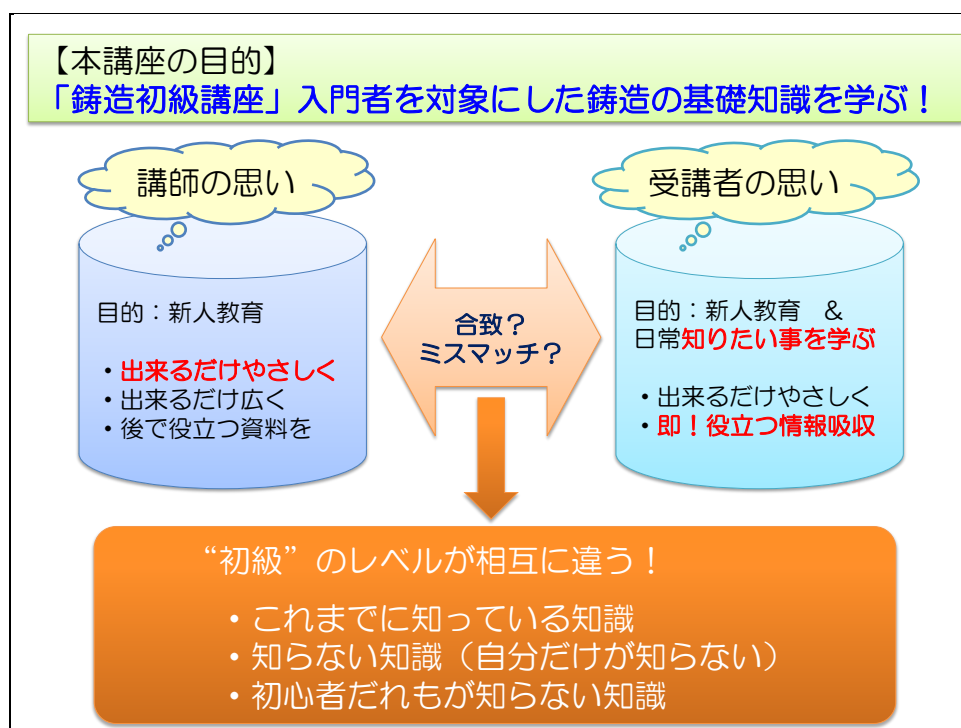 【本講座の目的】
「鋳造初級講座」入門者を対象にした鋳造の基礎知識を学ぶ！
講師の思い
目的：新人教育
・出来るだけやさしく
・出来るだけ広く
・後で役立つ資料を
合致？
ミスマッチ？
受講者の思い
目的：新人教育　＆
日常知りたい事を学ぶ
・出来るだけやさしく
・即！役立つ情報吸収
“初級”のレベルが相互に違う！
・これまでに知っている知識
・知らない知識（自分だけが知らない）
・初心者だれもが知らない知識